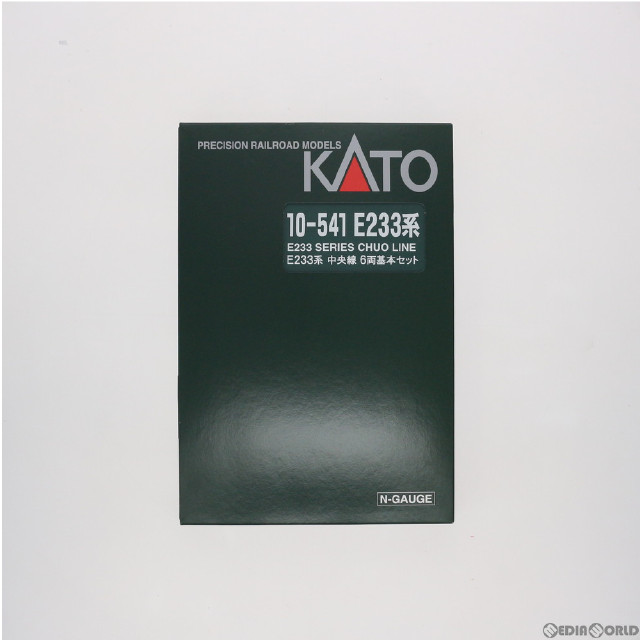 PRECISION RAILROAD MODELS
KATO
10-541 E233系
E233 SERIES CHUO LINE
E233系 中央線 6両基本セット
N-GAUGE
MEDIAWORLD